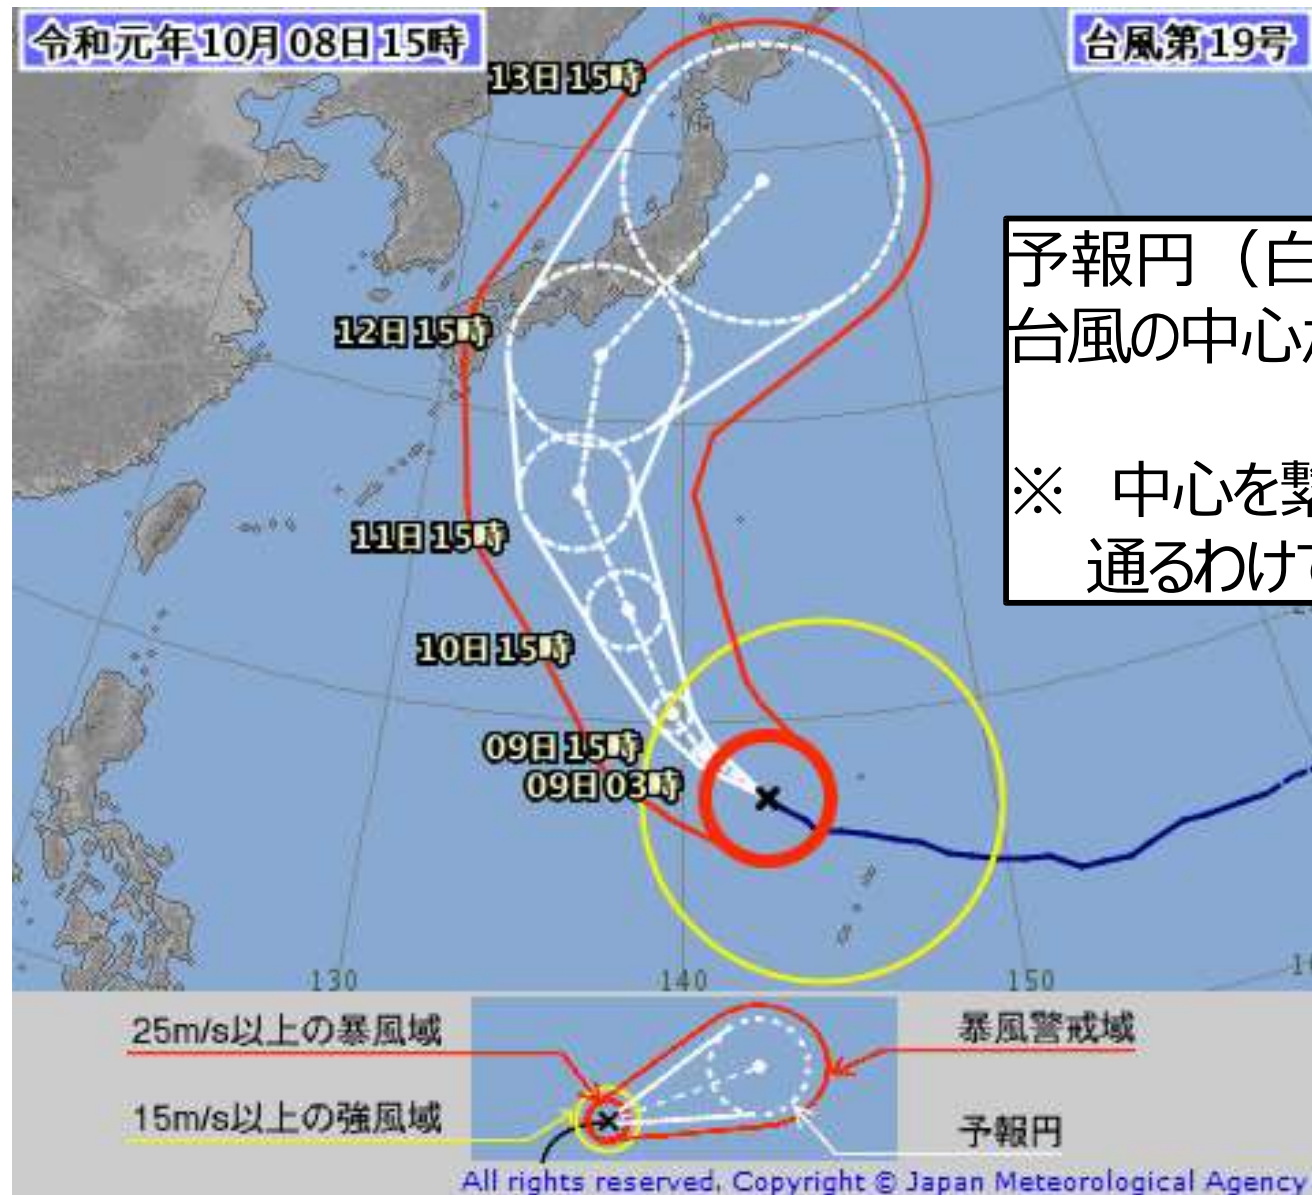 令和元年10月08日15時
台風第19号
13日15時
予報円（白
台風の中心
12日15時
※ 中心を繋
通るわけ
11日15時
10日15時
09日15時
09日03時
130
140
150
25m/s以上の暴風域
暴風警戒域
15m/s以上の強風域
予報円
All rights reserved. Copyright © Japan Meteorological Agency